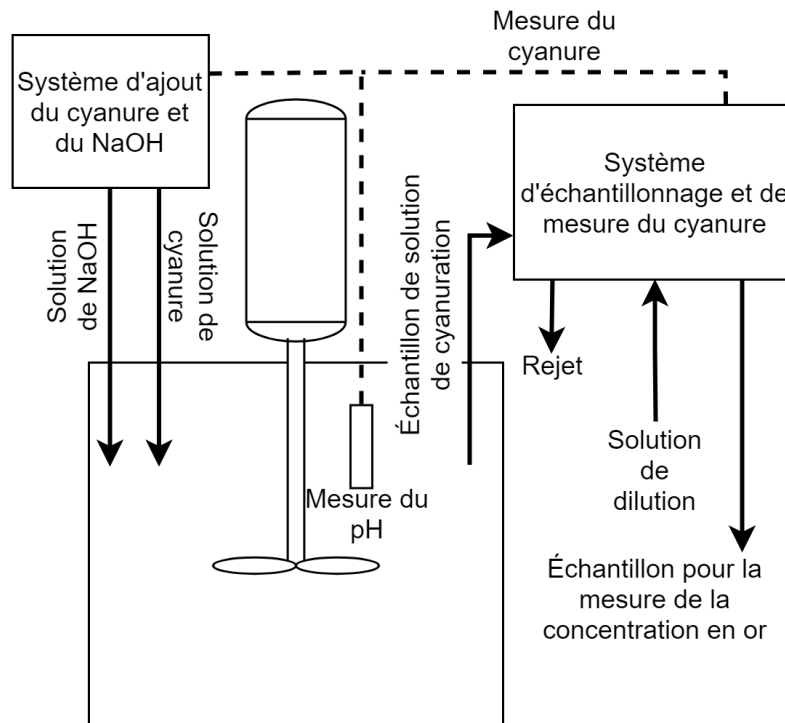 Mesure du
cyanure
Système d'ajout
du cyanure et
du NaOH
Système
d'échantillonnage et de
mesure du cyanure
Solution
de NaOH
Solution de
cyanure
Échantillon de solution
de cyanuration
Rejet
Mesure du
pH
Solution
de
dilution
Échantillon pour la
mesure de la
concentration en or